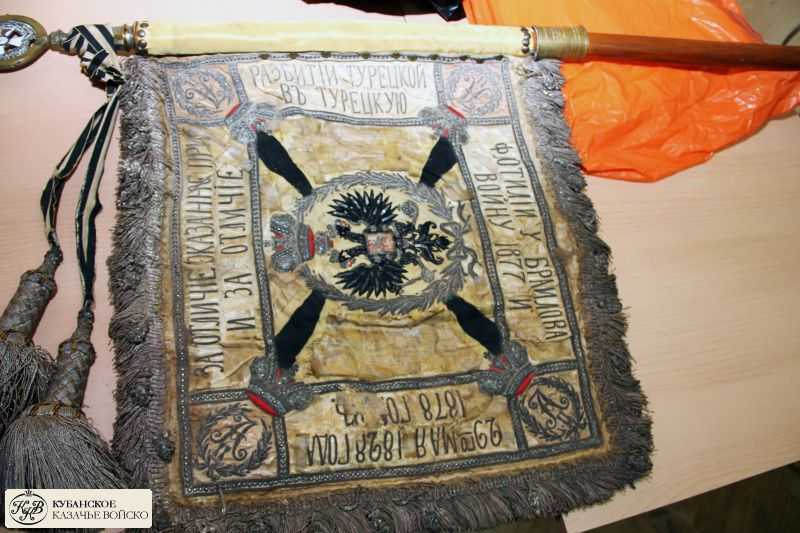 ЗА ОТЛИЧІЕ ОКАЗАННОЕ ПРИ
И ЗА ОТЛИЧІЕ
РАЗБИТІИ ТУРЕЦКОЙ
ВЪ ТУРЕЦКУЮ
ФОТИЛІИ У БРАИЛОВА
ВОЙНУ 1877 И
29ГО МАЯ 1828 ГОДА
1878
КУБАНСКОЕ
КАЗАЧЬЕ ВОЙСКО